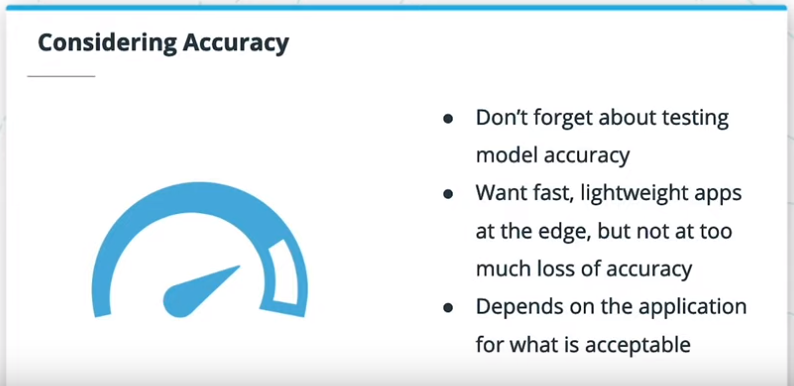 Considering Accuracy
● Don’t forget about testing
model accuracy
● Want fast, lightweight apps
at the edge, but not at too
much loss of accuracy
● Depends on the application
for what is acceptable